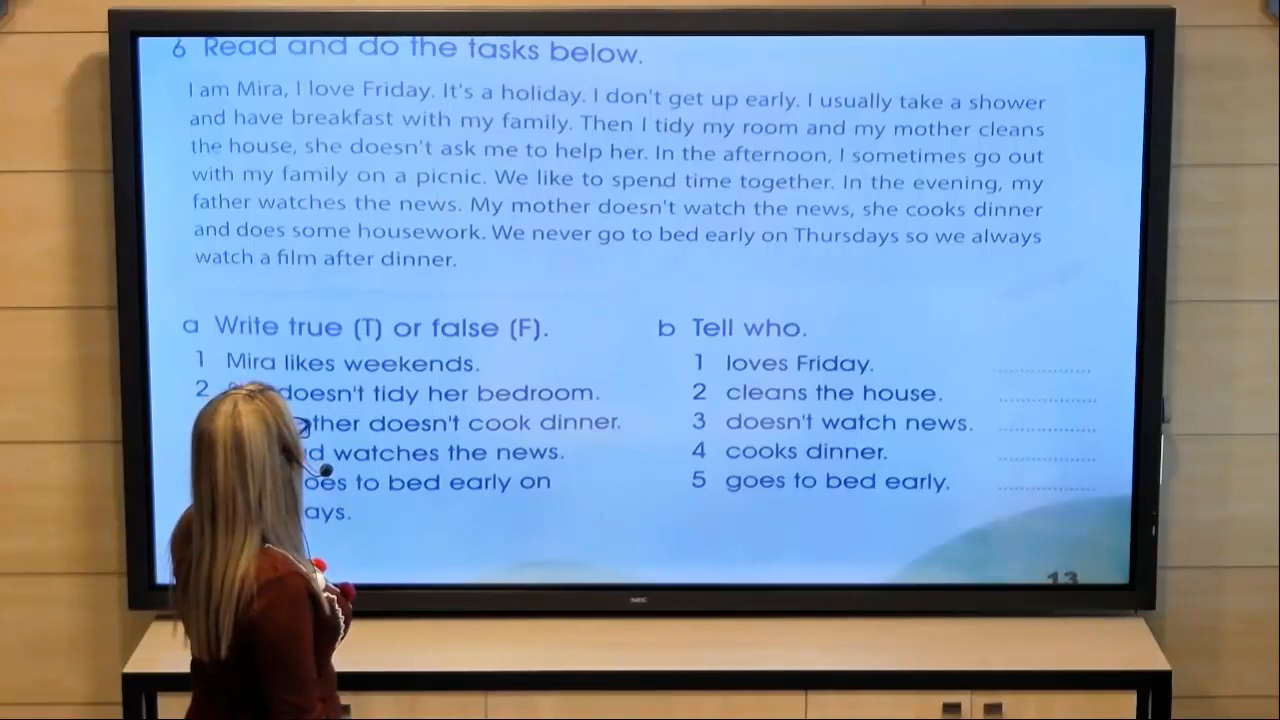 6 Read and do the tasks below.
I am Mira, I love Friday. It's a holiday. I don't get up early. I usually take a shower
and have breakfast with my family. Then I tidy my room and my mother cleans
the house, she doesn't ask me to help her. In the afternoon, I sometimes go out
with my family on a picnic. We like to spend time together. In the evening, my
father watches the news. My mother doesn't watch the news, she cooks dinner
and does some housework. We never go to bed early on Thursdays so we always
watch a film after dinner.
a Write true (T) or false (F).
1 Mira likes weekends.
2 doesn't tidy her bedroom.
ther doesn't cook dinner.
d watches the news.
oes to bed early on
ays.
b Tell who.
1 loves Friday. ....................
2 cleans the house. ....................
3 doesn't watch news. ....................
4 cooks dinner. ....................
5 goes to bed early. ....................
13
NEC